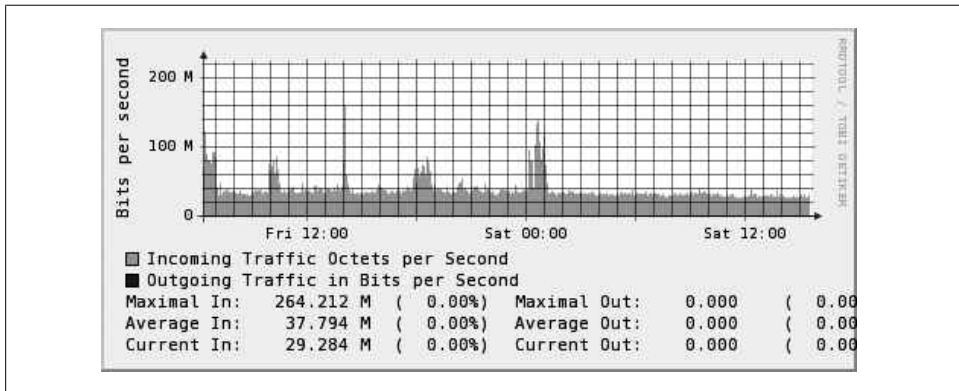 200 M
100 M
0
Bits per second
Fri 12:00 Sat 00:00 Sat 12:00
RRDTOOL / TOBI OETIKER
Incoming Traffic Octets per Second
Outgoing Traffic in Bits per Second
Maximal In: 264.212 M ( 0.00%) Maximal Out: 0.000 ( 0.00
Average In: 37.794 M ( 0.00%) Average Out: 0.000 ( 0.00
Current In: 29.284 M ( 0.00%) Current Out: 0.000 ( 0.00